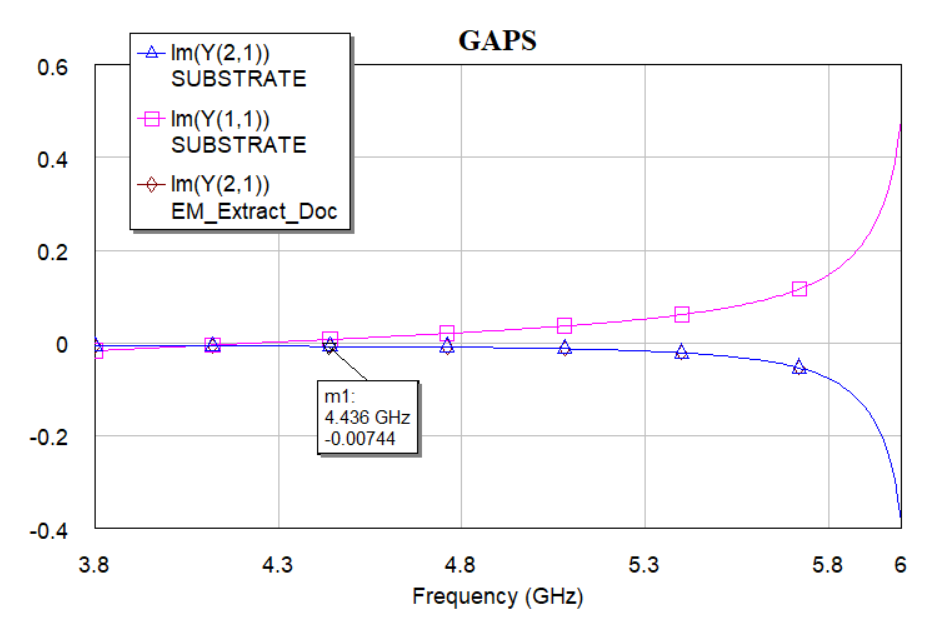 GAPS
Im(Y(2,1))
SUBSTRATE
Im(Y(1,1))
SUBSTRATE
Im(Y(2,1))
EM_Extract_Doc
0.6
0.4
0.2
0
-0.2
-0.4
m1:
4.436 GHz
-0.00744
3.8
4.3
4.8
5.3
5.8
6
Frequency (GHz)